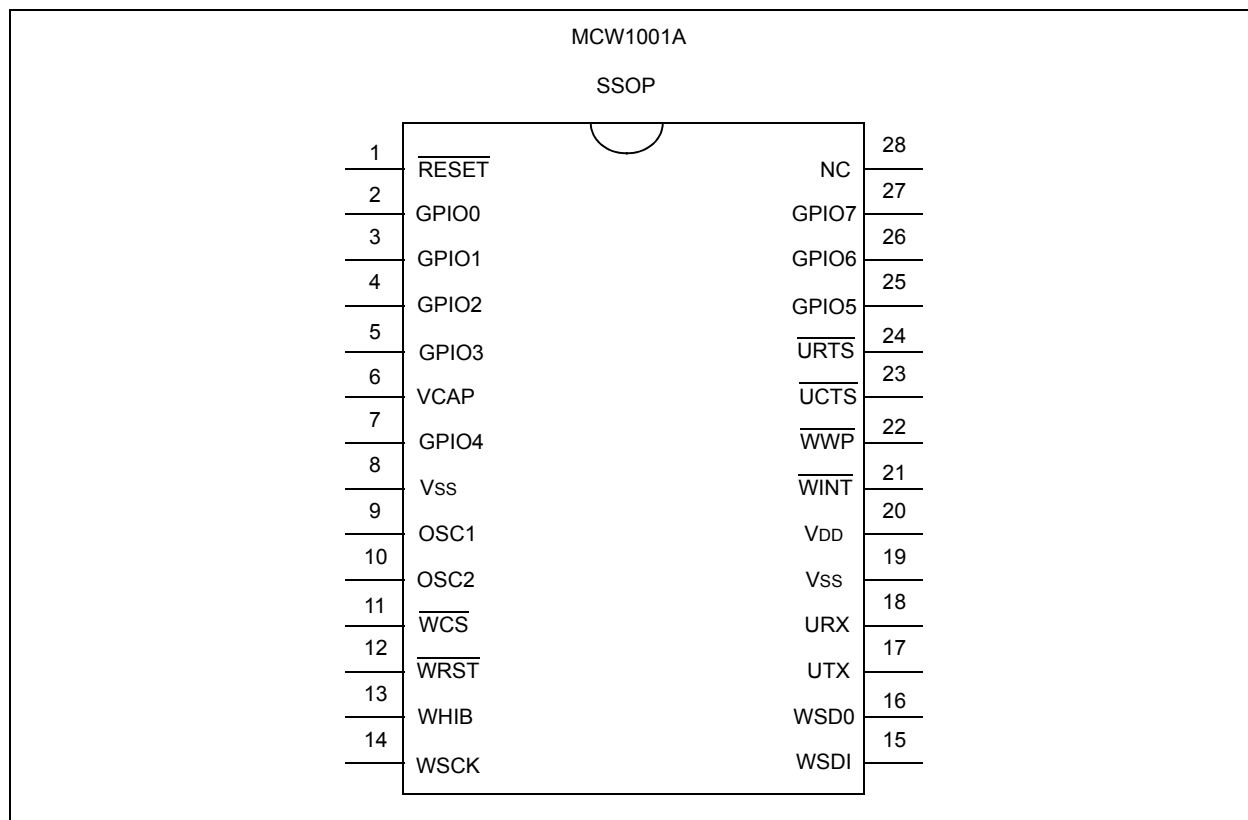 MCW1001A
SSOP
1 RESET
2 GPIO0
3 GPIO1
4 GPIO2
5 GPIO3
6 VCAP
7 GPIO4
8 VSS
9 OSC1
10 OSC2
11 WCS
12 WRST
13 WHIB
14 WSCK
28 NC
27 GPIO7
26 GPIO6
25 GPIO5
24 URTS
23 UCTS
22 WWP
21 WINT
20 VDD
19 VSS
18 URX
17 UTX
16 WSD0
15 WSDI